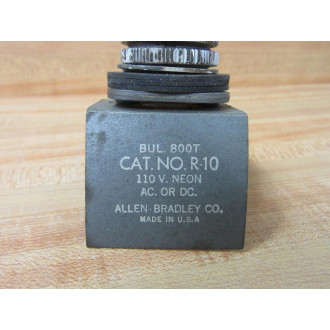 BUL. 800T
CAT. NO. R-10
110 V. NEON
AC. OR DC.
ALLEN-BRADLEY CO.
MADE IN U.S.A